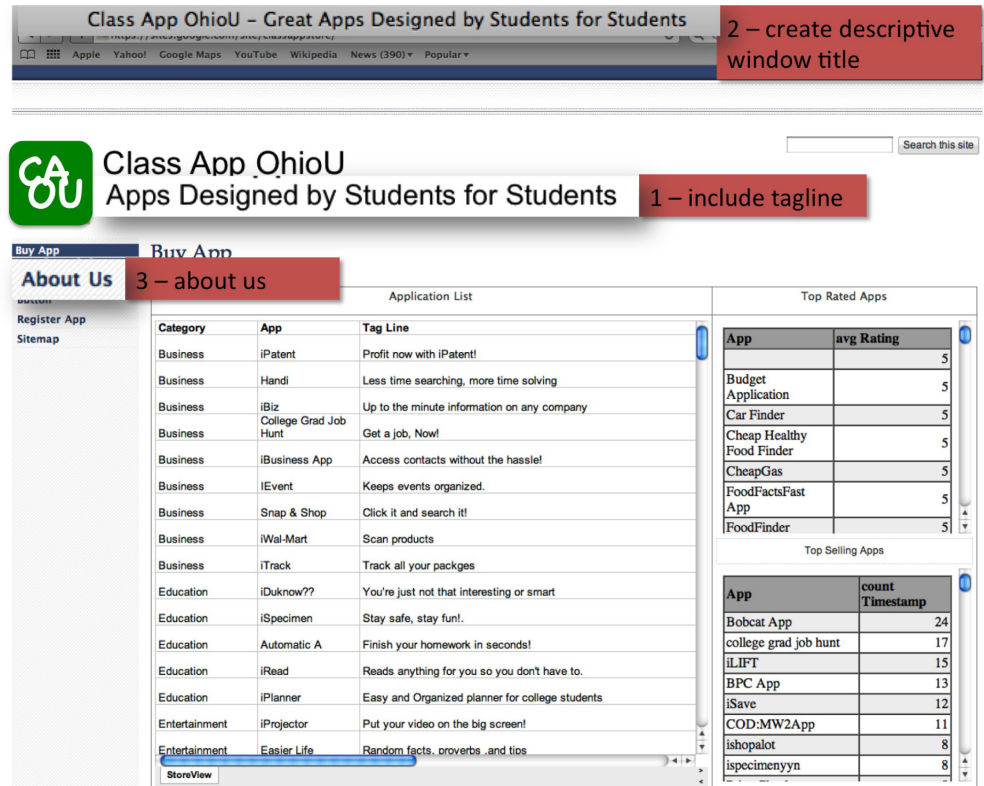 Class App OhioU – Great Apps Designed by Students for Students
2 – create descriptive
window title
https://sites.google.com/site/classappstore/
Apple Yahoo! Google Maps YouTube Wikipedia News (390) Popular
Search this site
CA
OU
Class App OhioU
Apps Designed by Students for Students
1 – include tagline
Buy App
Buy App
About Us
3 – about us
Button
Register App
Sitemap
Application List
Top Rated Apps
Category App Tag Line
Business iPatent Profit now with iPatent!
Business Handi Less time searching, more time solving
Business iBiz Up to the minute information on any company
Business College Grad Job
Hunt Get a job, Now!
Business iBusiness App Access contacts without the hassle!
Business IEvent Keeps events organized.
Business Snap & Shop Click it and search it!
Business iWal-Mart Scan products
Business iTrack Track all your packges
Education iDuknow?? You're just not that interesting or smart
Education iSpecimen Stay safe, stay fun!.
Education Automatic A Finish your homework in seconds!
Education iRead Reads anything for you so you don't have to.
Education iPlanner Easy and Organized planner for college students
Entertainment iProjector Put your video on the big screen!
Entertainment Easier Life Random facts, proverbs ,and tips
StoreView
App avg Rating
5
Budget
Application 5
Car Finder 5
Cheap Healthy
Food Finder 5
CheapGas 5
FoodFactsFast
App 5
FoodFinder 5
Top Selling Apps
App count
Timestamp
Bobcat App 24
college grad job hunt 17
iLIFT 15
BPC App 13
iSave 12
COD:MW2App 11
ishopalot 8
ispecimenyyn 8